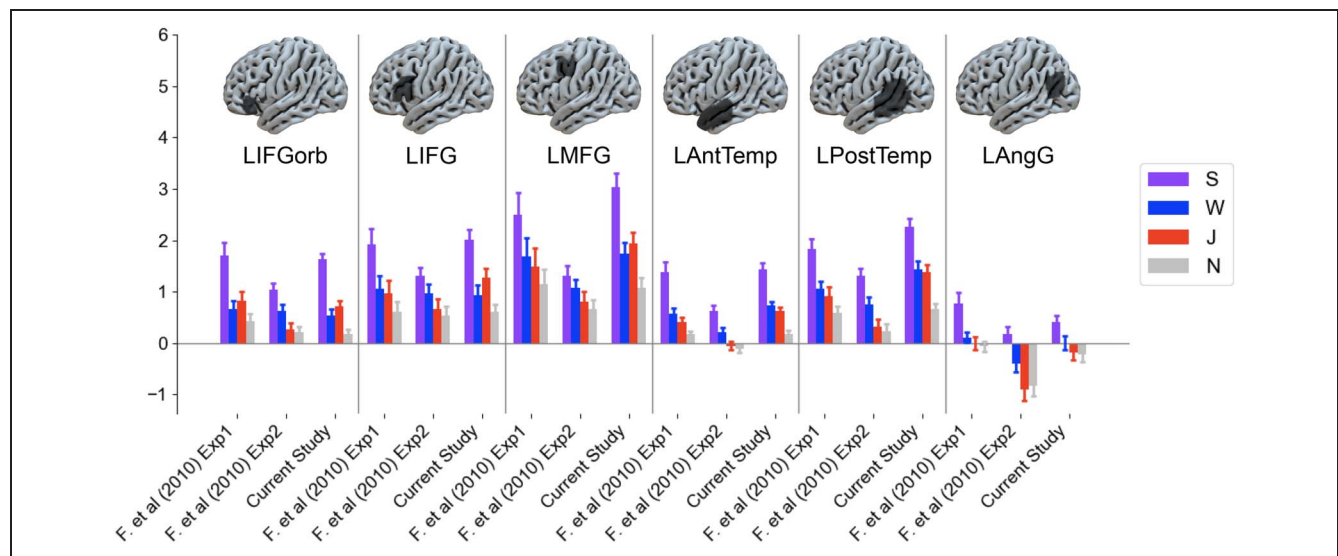 6
5
4
3
2
1
0
−1
LIFGorb
LIFG
LMFG
LAntTemp
LPostTemp
LAngG
S
W
J
N
F. et al (2010) Exp1
F. et al (2010) Exp2
Current Study
F. et al (2010) Exp1
F. et al (2010) Exp2
Current Study
F. et al (2010) Exp1
F. et al (2010) Exp2
Current Study
F. et al (2010) Exp1
F. et al (2010) Exp2
Current Study
F. et al (2010) Exp1
F. et al (2010) Exp2
Current Study
F. et al (2010) Exp1
F. et al (2010) Exp2
Current Study